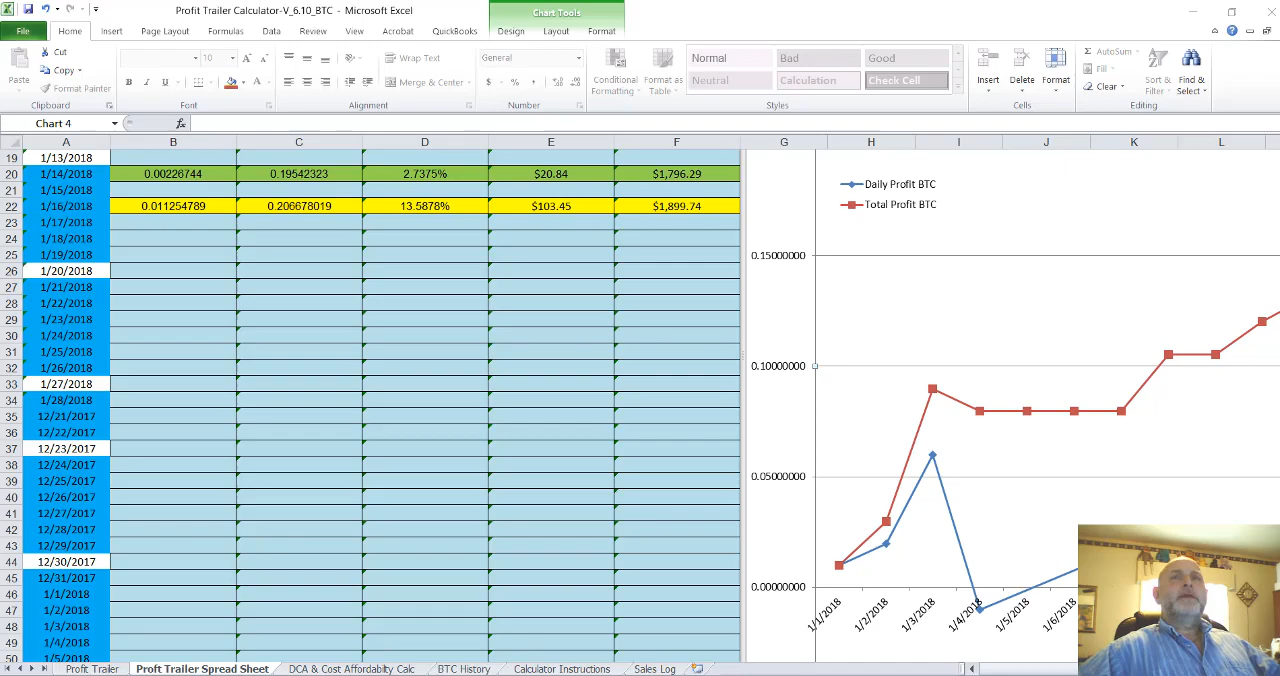 Profit Trailer Calculator-V_6.10_BTC - Microsoft Excel
Chart Tools
File Home Insert Page Layout Formulas Data Review View Acrobat QuickBooks Design Layout Format
Paste
Cut
Copy
Format Painter
Clipboard
10
A A
B I U
A
Font
Wrap Text
Merge & Center
Alignment
General
$ % ,
Number
Conditional Formatting
Format as Table
Normal Bad Good
Neutral Calculation Check Cell
Styles
Insert Delete Format
Cells
Σ AutoSum
Fill
Clear
Sort & Filter
Find & Select
Editing
Chart 4
fx
A B C D E F G H I J K L
19 1/13/2018
20 1/14/2018 0.00226744 0.19542323 2.7375% $20.84 $1,796.29
21 1/15/2018
22 1/16/2018 0.011254789 0.206678019 13.5878% $103.45 $1,899.74
23 1/17/2018
24 1/18/2018
25 1/19/2018
26 1/20/2018
27 1/21/2018
28 1/22/2018
29 1/23/2018
30 1/24/2018
31 1/25/2018
32 1/26/2018
33 1/27/2018
34 1/28/2018
35 12/21/2017
36 12/22/2017
37 12/23/2017
38 12/24/2017
39 12/25/2017
40 12/26/2017
41 12/27/2017
42 12/28/2017
43 12/29/2017
44 12/30/2017
45 12/31/2017
46 1/1/2018
47 1/2/2018
48 1/3/2018
49 1/4/2018
50 1/5/2018
Daily Profit BTC
Total Profit BTC
0.15000000
0.10000000
0.05000000
0.00000000
1/1/2018 1/2/2018 1/3/2018 1/4/2018 1/5/2018 1/6/2018
Profit Trailer Profit Trailer Spread Sheet DCA & Cost Affordability Calc BTC History Calculator Instructions Sales Log